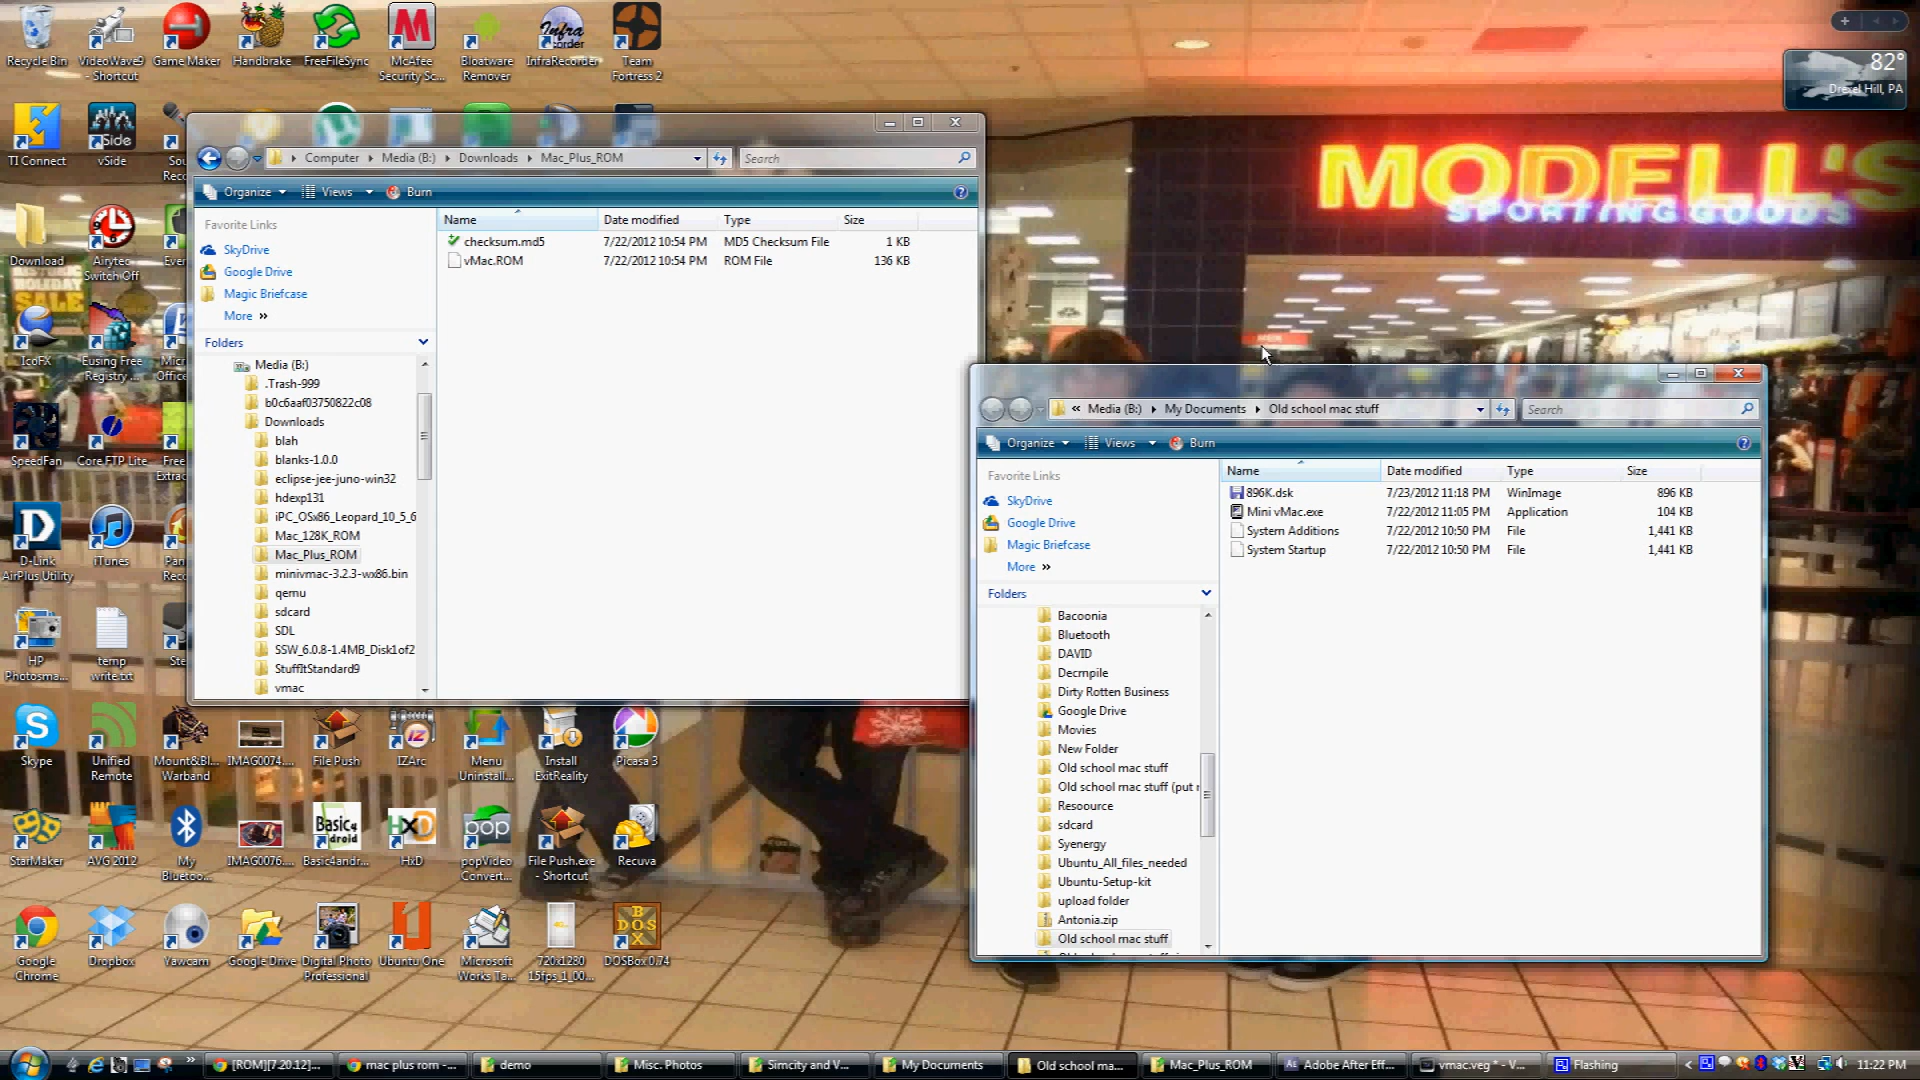 Recycle Bin
VideoWave9 - Shortcut
Game Maker
Handbrake
FreeFileSync
McAfee Security Sc...
Bloatware Remover
InfraRecorder
Team Fortress 2
82°
Drexel Hill, PA
TI Connect
vSide
MODELL'S
SPORTING GOODS
Computer
Media (B:)
Downloads
Mac_Plus_ROM
Search
Organize
Views
Burn
Favorite Links
SkyDrive
Google Drive
Magic Briefcase
More »
Folders
Media (B:)
.Trash-999
b0c6aaf03750822c08
Downloads
blah
blanks-1.0.0
eclipse-jee-juno-win32
hdexp131
iPC_OSx86_Leopard_10_5_6
Mac_128K_ROM
Mac_Plus_ROM
minivmac-3.2.3-wx86.bin
qemu
sdcard
SDL
SSW_6.0.8-1.4MB_Disk1of2
StuffItStandard9
vmac
Name Date modified Type Size
checksum.md5 7/22/2012 10:54 PM MD5 Checksum File 1 KB
vMac.ROM 7/22/2012 10:54 PM ROM File 136 KB
« Media (B:)
My Documents
Old school mac stuff
Search
Organize
Views
Burn
Favorite Links
SkyDrive
Google Drive
Magic Briefcase
More »
Folders
Bacoonia
Bluetooth
DAVID
Decmpile
Dirty Rotten Business
Google Drive
Movies
New Folder
Old school mac stuff
Old school mac stuff (put
Resoource
sdcard
Syenergy
Ubuntu_All_files_needed
Ubuntu-Setup-kit
upload folder
Antonia.zip
Old school mac stuff
Name Date modified Type Size
896K.dsk 7/23/2012 11:18 PM WinImage 896 KB
Mini vMac.exe 7/22/2012 11:05 PM Application 104 KB
System Additions 7/22/2012 10:50 PM File 1,441 KB
System Startup 7/22/2012 10:50 PM File 1,441 KB
Download
Airytec Switch Off
IcoFX
Eusing Free Registry ...
SpeedFan
Core FTP Lite
D-Link AirPlus Utility
iTunes
HP Photosma...
temp write.txt
Skype
Unified Remote
Mount&Bl... Warband
IMAG0074....
File Push
IZArc
Menu Uninstall...
Install ExitReality
Picasa 3
StarMaker
AVG 2012
My Bluetoo...
IMAG0076....
Basic4andr...
HxD
popVideo Convert...
File Push.exe - Shortcut
Recuva
Google Chrome
Dropbox
Yawcam
Google Drive
Digital Photo Professional
Ubuntu One
Microsoft Works Ta...
720x1280 15fps_1_00...
DOSBox 0.74
[ROM][7.20.12]...
mac plus rom -...
demo
Misc. Photos
Simcity and V...
My Documents
Old school ma...
Mac_Plus_ROM
Adobe After Eff...
vmac.veg * - V...
Flashing
11:22 PM